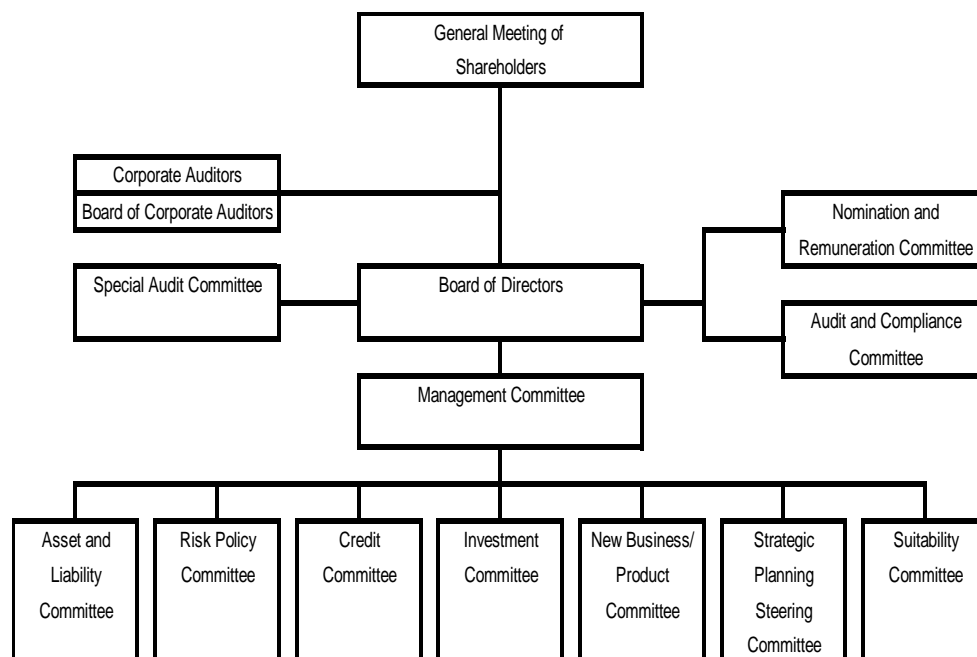 General Meeting of
Shareholders
Corporate Auditors
Board of Corporate Auditors
Nomination and
Remuneration Committee
Special Audit Committee
Board of Directors
Audit and Compliance
Committee
Management Committee
Asset and
Liability
Committee
Risk Policy
Committee
Credit
Committee
Investment
Committee
New Business/
Product
Committee
Strategic
Planning
Steering
Committee
Suitability
Committee